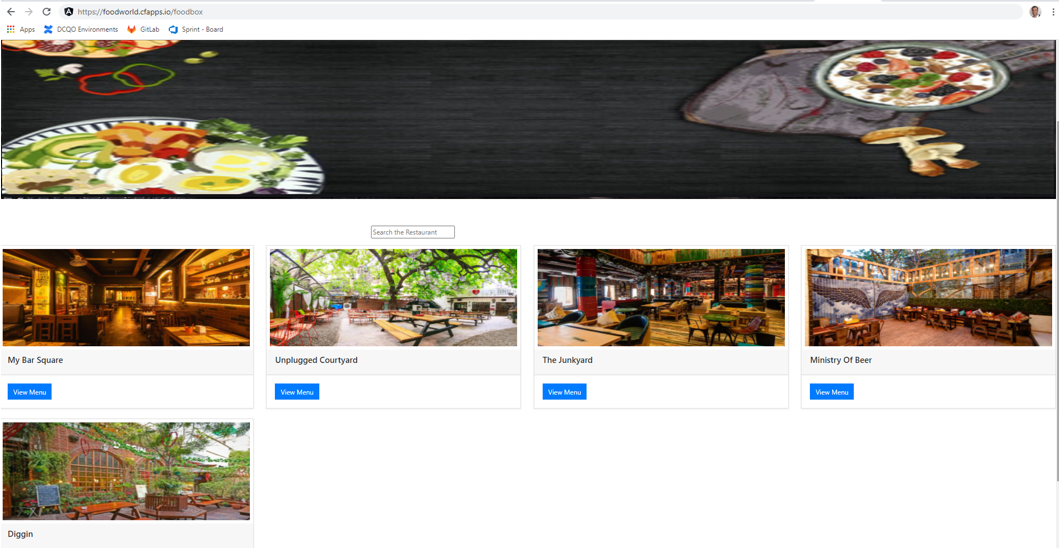 https://foodworld.cfapps.io/foodbox
Apps DCQO Environments GitLab Sprint - Board
Search the Restaurant
My Bar Square Unplugged Courtyard The Junkyard Ministry Of Beer
View Menu View Menu View Menu View Menu
Diggin